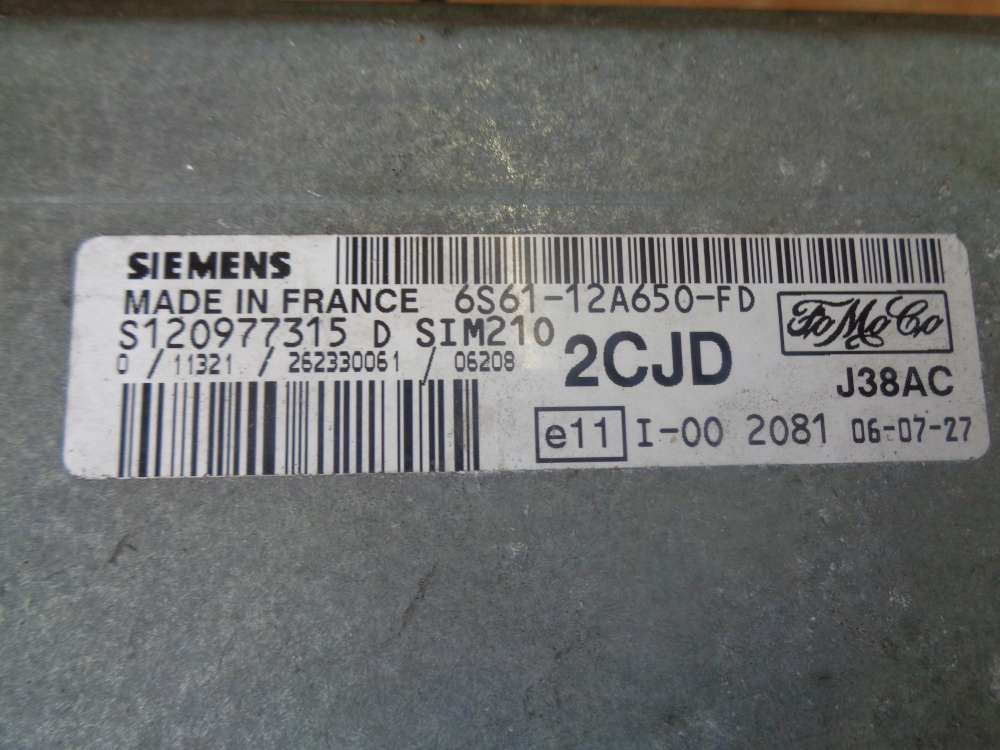 SIEMENS
MADE IN FRANCE 6S61-12A650-FD
S120977315 D SIM210
0 / 11321 / 262330061 / 06208
2CJD
FoMoCo
J38AC
e11 I-00 2081 06-07-27